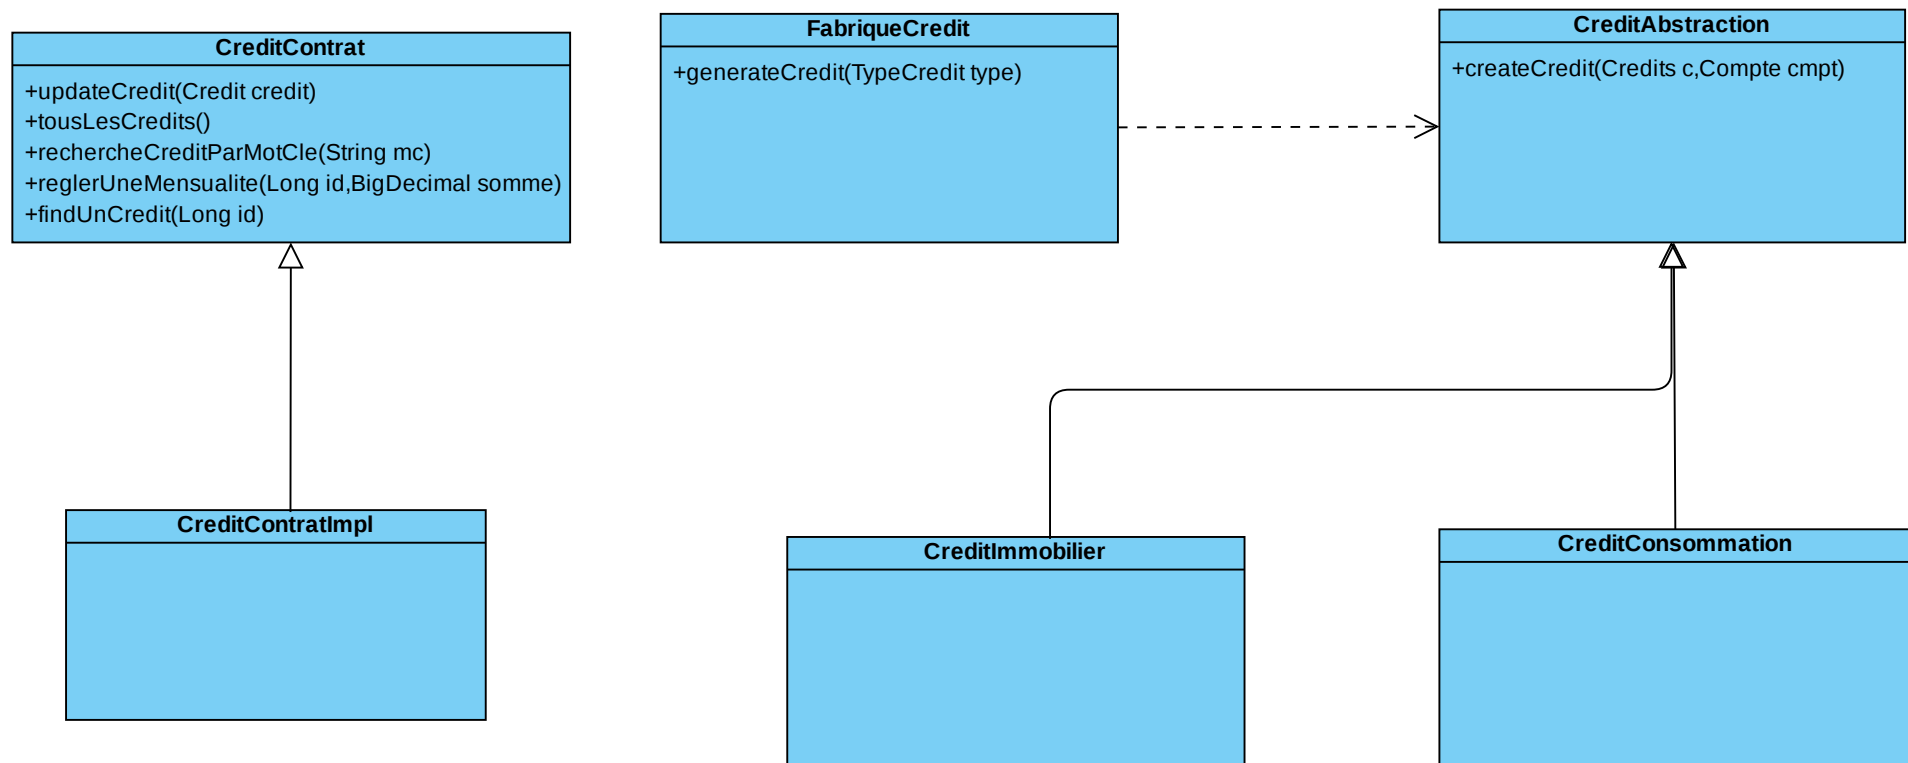 CreditContrat
+updateCredit(Credit credit)
+tousLesCredits()
+rechercheCreditParMotCle(String mc)
+reglerUneMensualite(Long id,BigDecimal somme)
+findUnCredit(Long id)
FabriqueCredit
+generateCredit(TypeCredit type)
CreditAbstraction
+createCredit(Credits c,Compte cmpt)
CreditContratImpl
CreditImmobilier
CreditConsommation